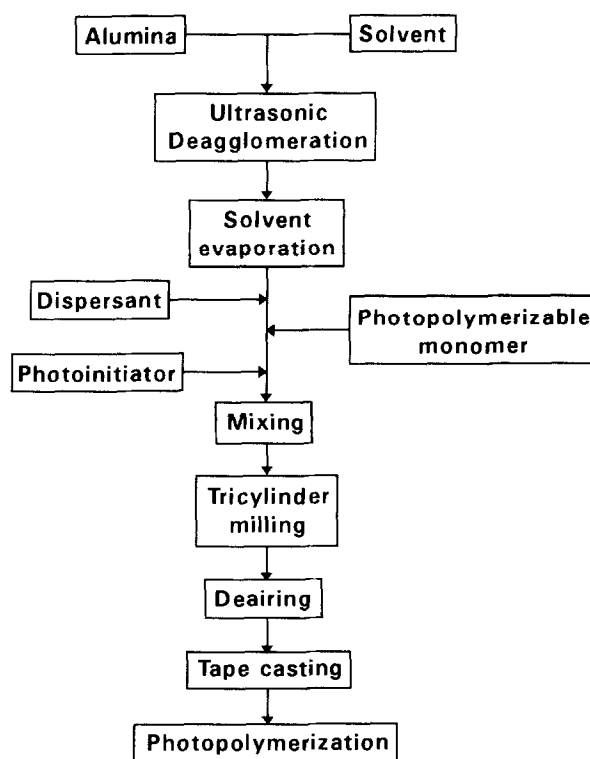 Alumina
Solvent
Ultrasonic
Deagglomeration
Solvent
evaporation
Dispersant
Photopolymerizable
monomer
Photoinitiator
Mixing
Tricylinder
milling
Deairing
Tape casting
Photopolymerization